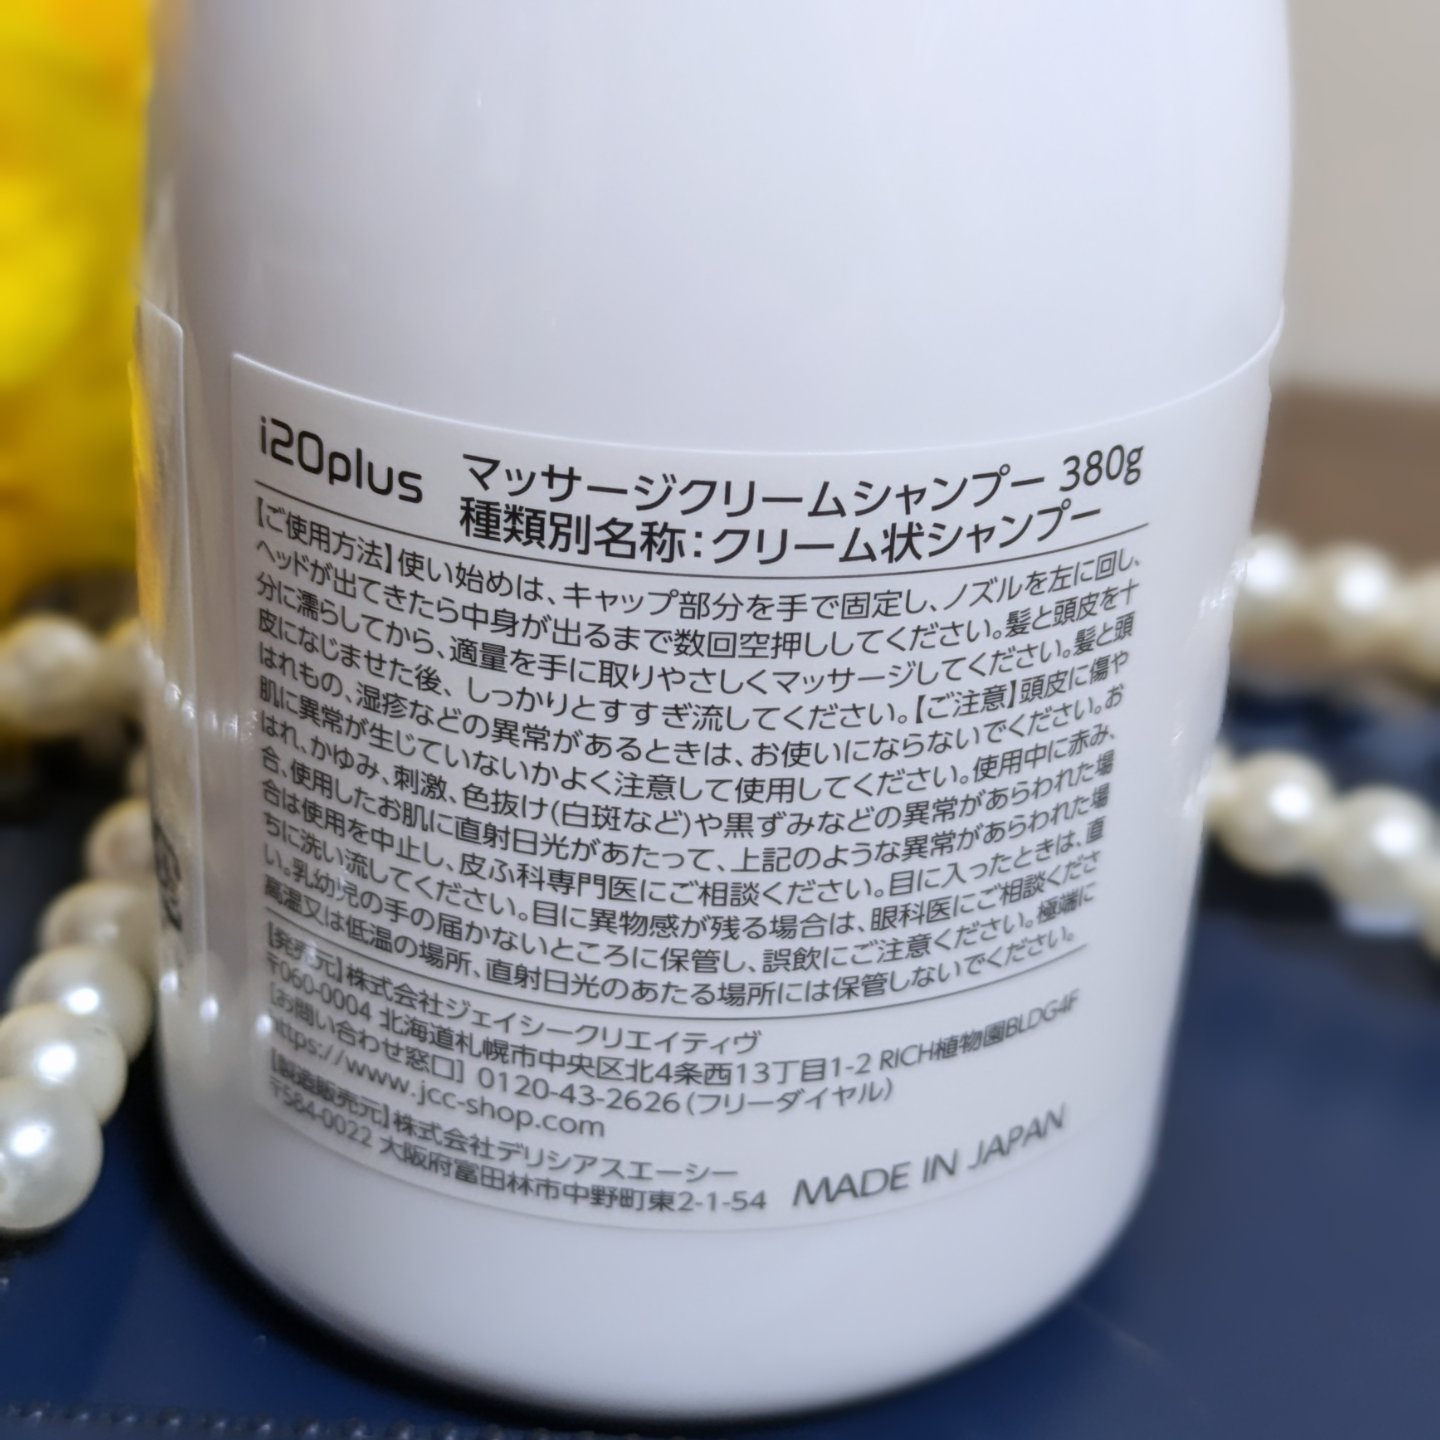 i20plus マッサージクリームシャンプー 380g
種類別名称：クリーム状シャンプー
【ご使用方法】使い始めは、キャップ部分を手で固定し、ノズルを左に回し、
ヘッドが出てきたら中身が出るまで数回空押ししてください。髪と頭皮を十
分に濡らしてから、適量を手に取りやさしくマッサージしてください。髪と頭
皮になじませた後、しっかりとすすぎ流してください。【ご注意】頭皮に傷や
はれもの、湿疹などの異常があるときは、お使いにならないでください。お
肌に異常が生じていないかよく注意して使用してください。使用中に赤み、
はれ、かゆみ、刺激、色抜け(白斑など)や黒ずみなどの異常があらわれた場
合、使用したお肌に直射日光があたって、上記のような異常があらわれた場
合は使用を中止し、皮ふ科専門医にご相談ください。目に入ったときは、直
ちに洗い流してください。目に異物感が残る場合は、眼科医にご相談くださ
い。乳幼児の手の届かないところに保管し、誤飲にご注意ください。極端に
高温又は低温の場所、直射日光のあたる場所には保管しないでください。
【発売元】株式会社ジェイシークリエイティヴ
〒060-0004 北海道札幌市中央区北4条西13丁目1-2 RICH植物園BLDG4F
[お問い合わせ窓口] 0120-43-2626（フリーダイヤル）
https://www.jcc-shop.com
【製造販売元】株式会社デリシアスエーシー
〒584-0022 大阪府富田林市中野町東2-1-54 MADE IN JAPAN